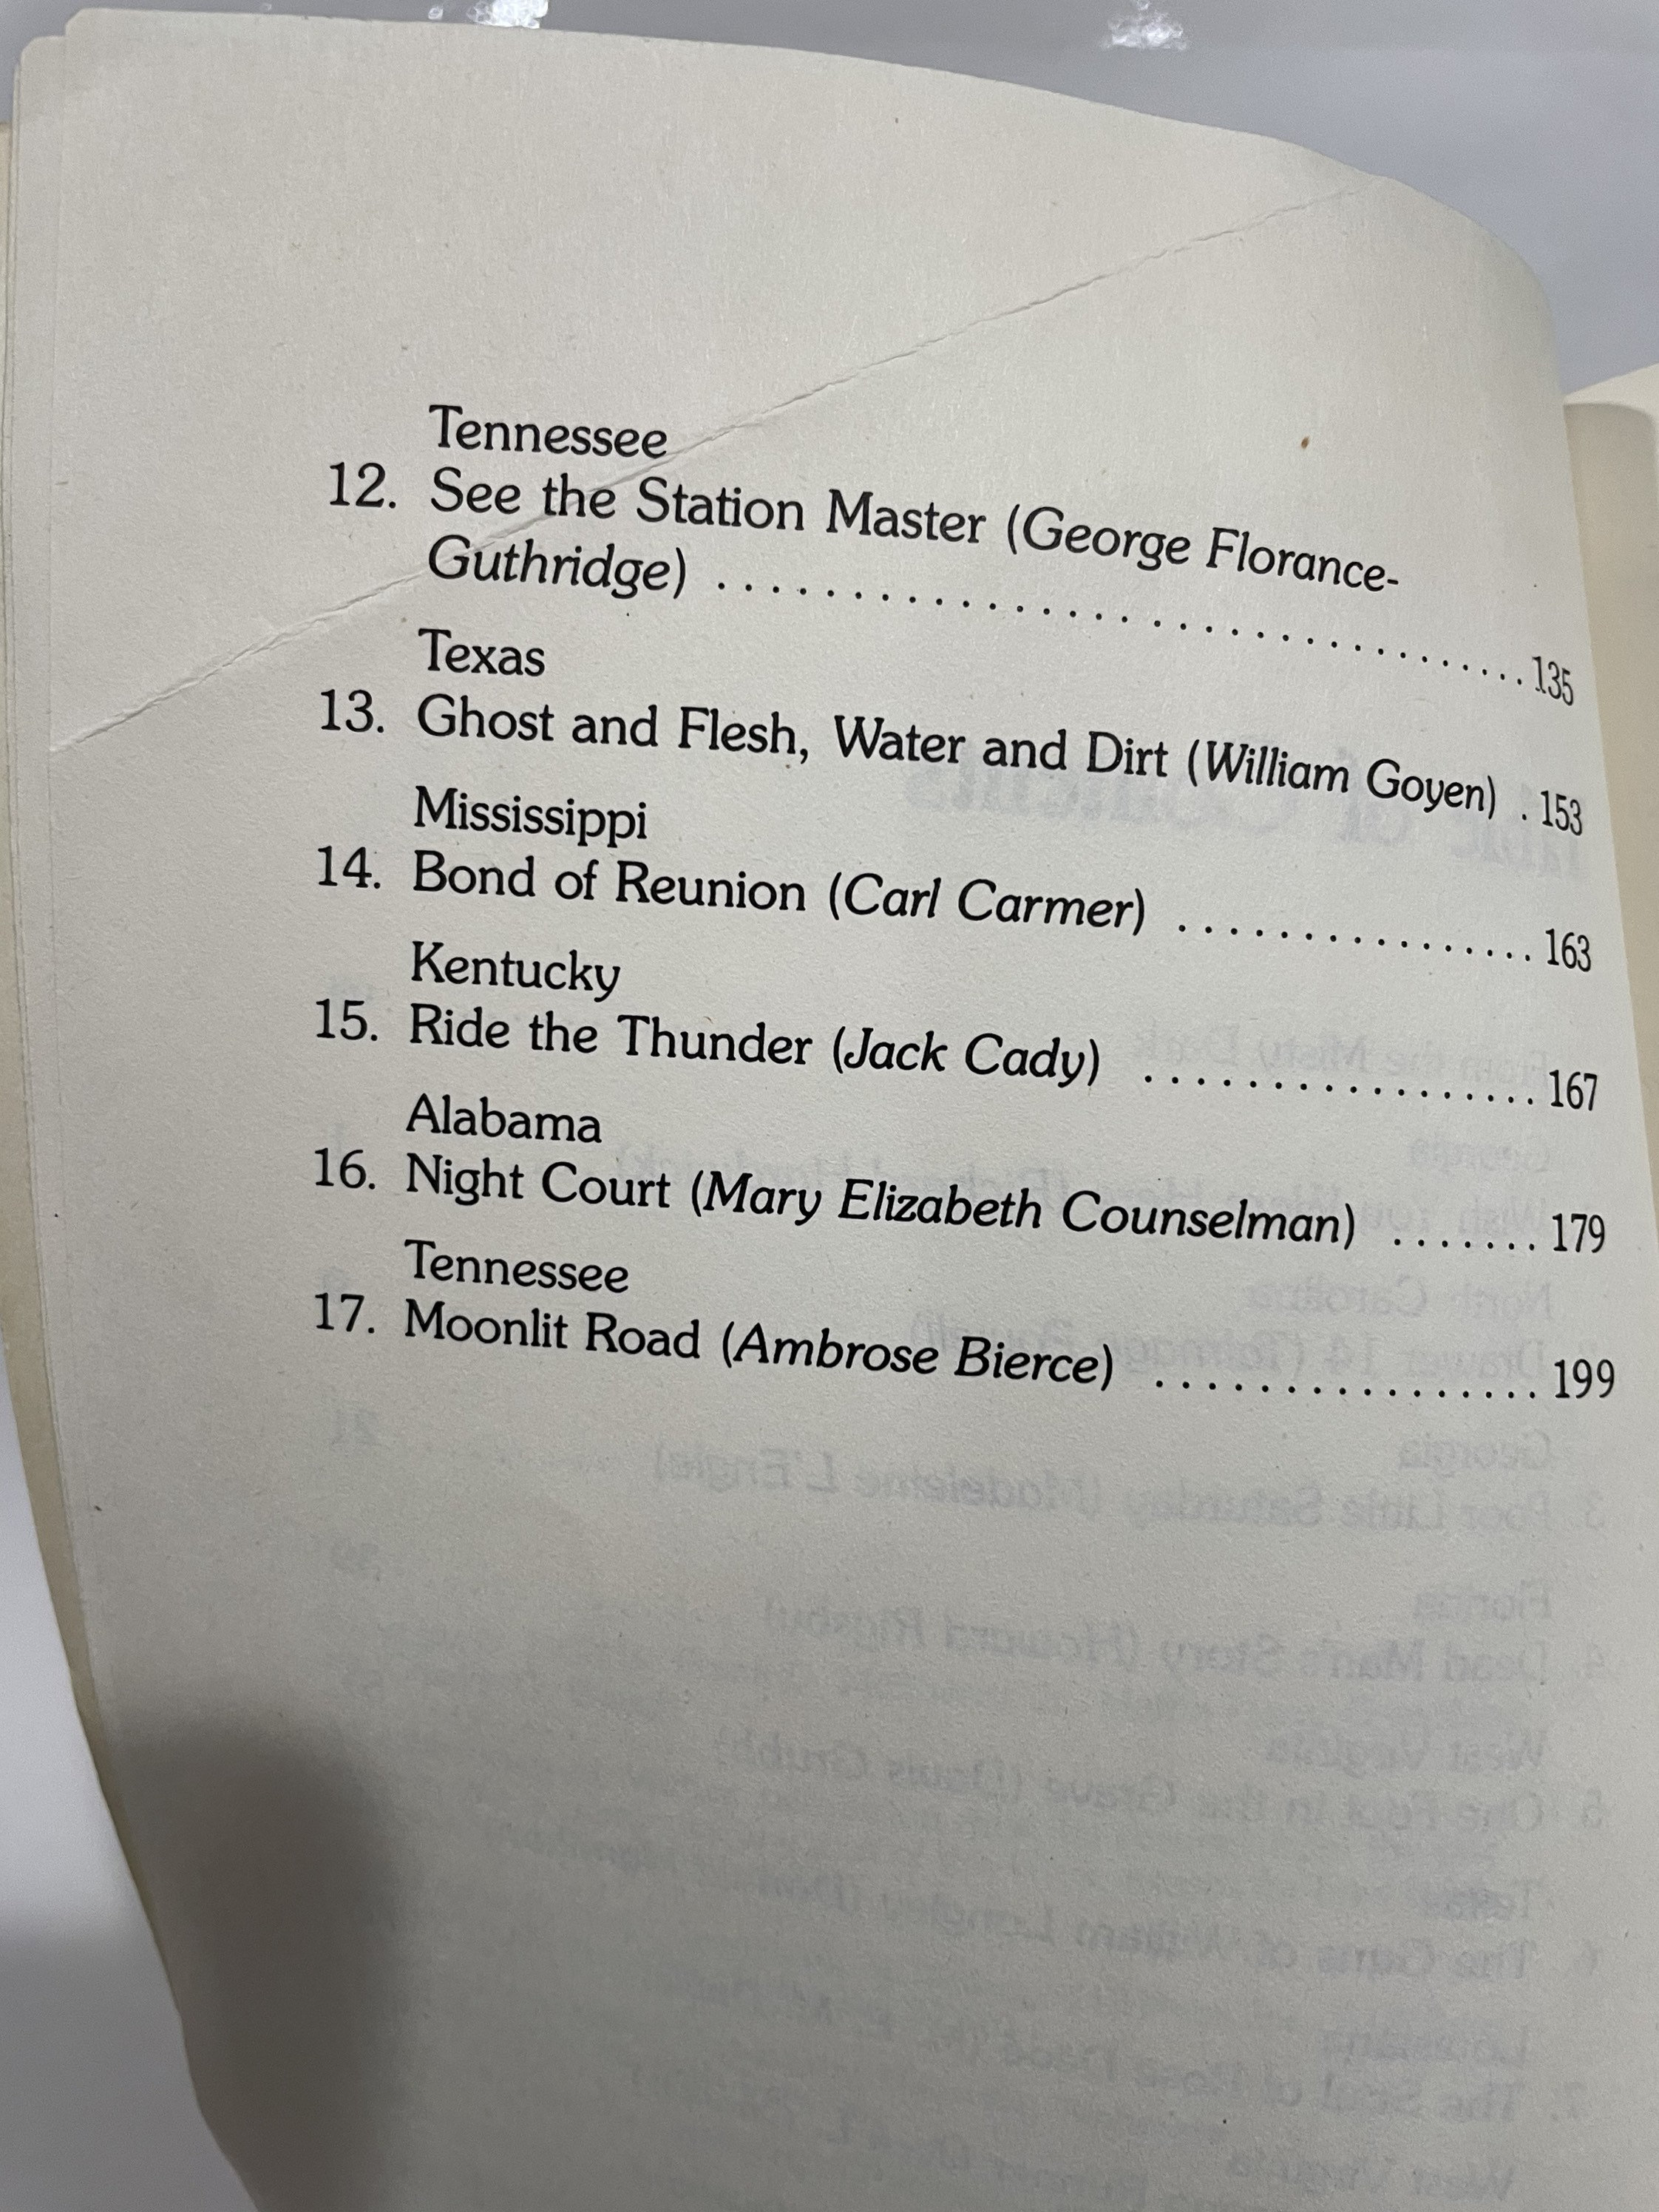 Tennessee
12. See the Station Master (George Florance-
Guthridge) . . . . . . . . . . . . . . . . . . . . . . . . . . . . . . . 135
Texas
13. Ghost and Flesh, Water and Dirt (William Goyen) . 153
Mississippi
14. Bond of Reunion (Carl Carmer) . . . . . . . . . . . . . . . 163
Kentucky
15. Ride the Thunder (Jack Cady) . . . . . . . . . . . . . . . . 167
Alabama
16. Night Court (Mary Elizabeth Counselman) . . . . . . . 179
Tennessee
17. Moonlit Road (Ambrose Bierce) . . . . . . . . . . . . . . . . 199